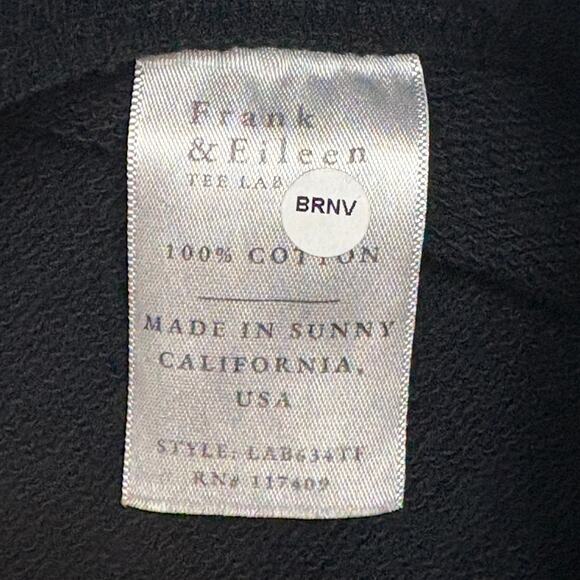 Frank
& Eileen
TEE LAB
BRNV
100% COTTON
MADE IN SUNNY
CALIFORNIA,
USA
STYLE: LAB634TF
RN# 117409